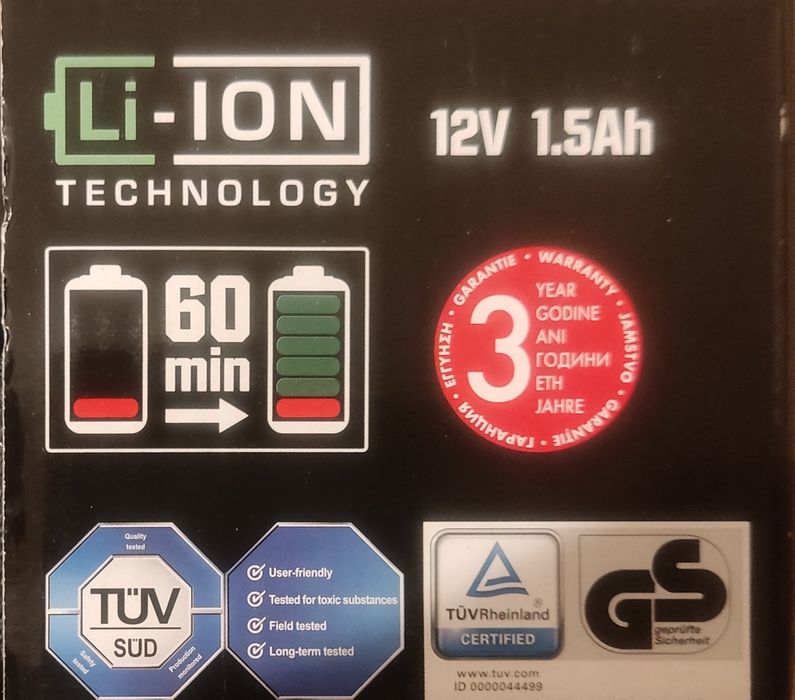 Li-ION
TECHNOLOGY
12V 1.5Ah
60
min
GARANTIE • WARRANTY • JAMSTVO • GARANȚIE • ГАРАНЦИЯ • ΕΓΓΥΗΣΗ •
3
YEAR
GODINE
ANI
ГОДИНИ
ΕΤΗ
JAHRE
Quality
tested
TÜV
SÜD
Safety
tested
Production
monitored
User-friendly
Tested for toxic substances
Field tested
Long-term tested
TÜVRheinland®
CERTIFIED
GS
geprüfte
Sicherheit
www.tuv.com
ID 0000044499